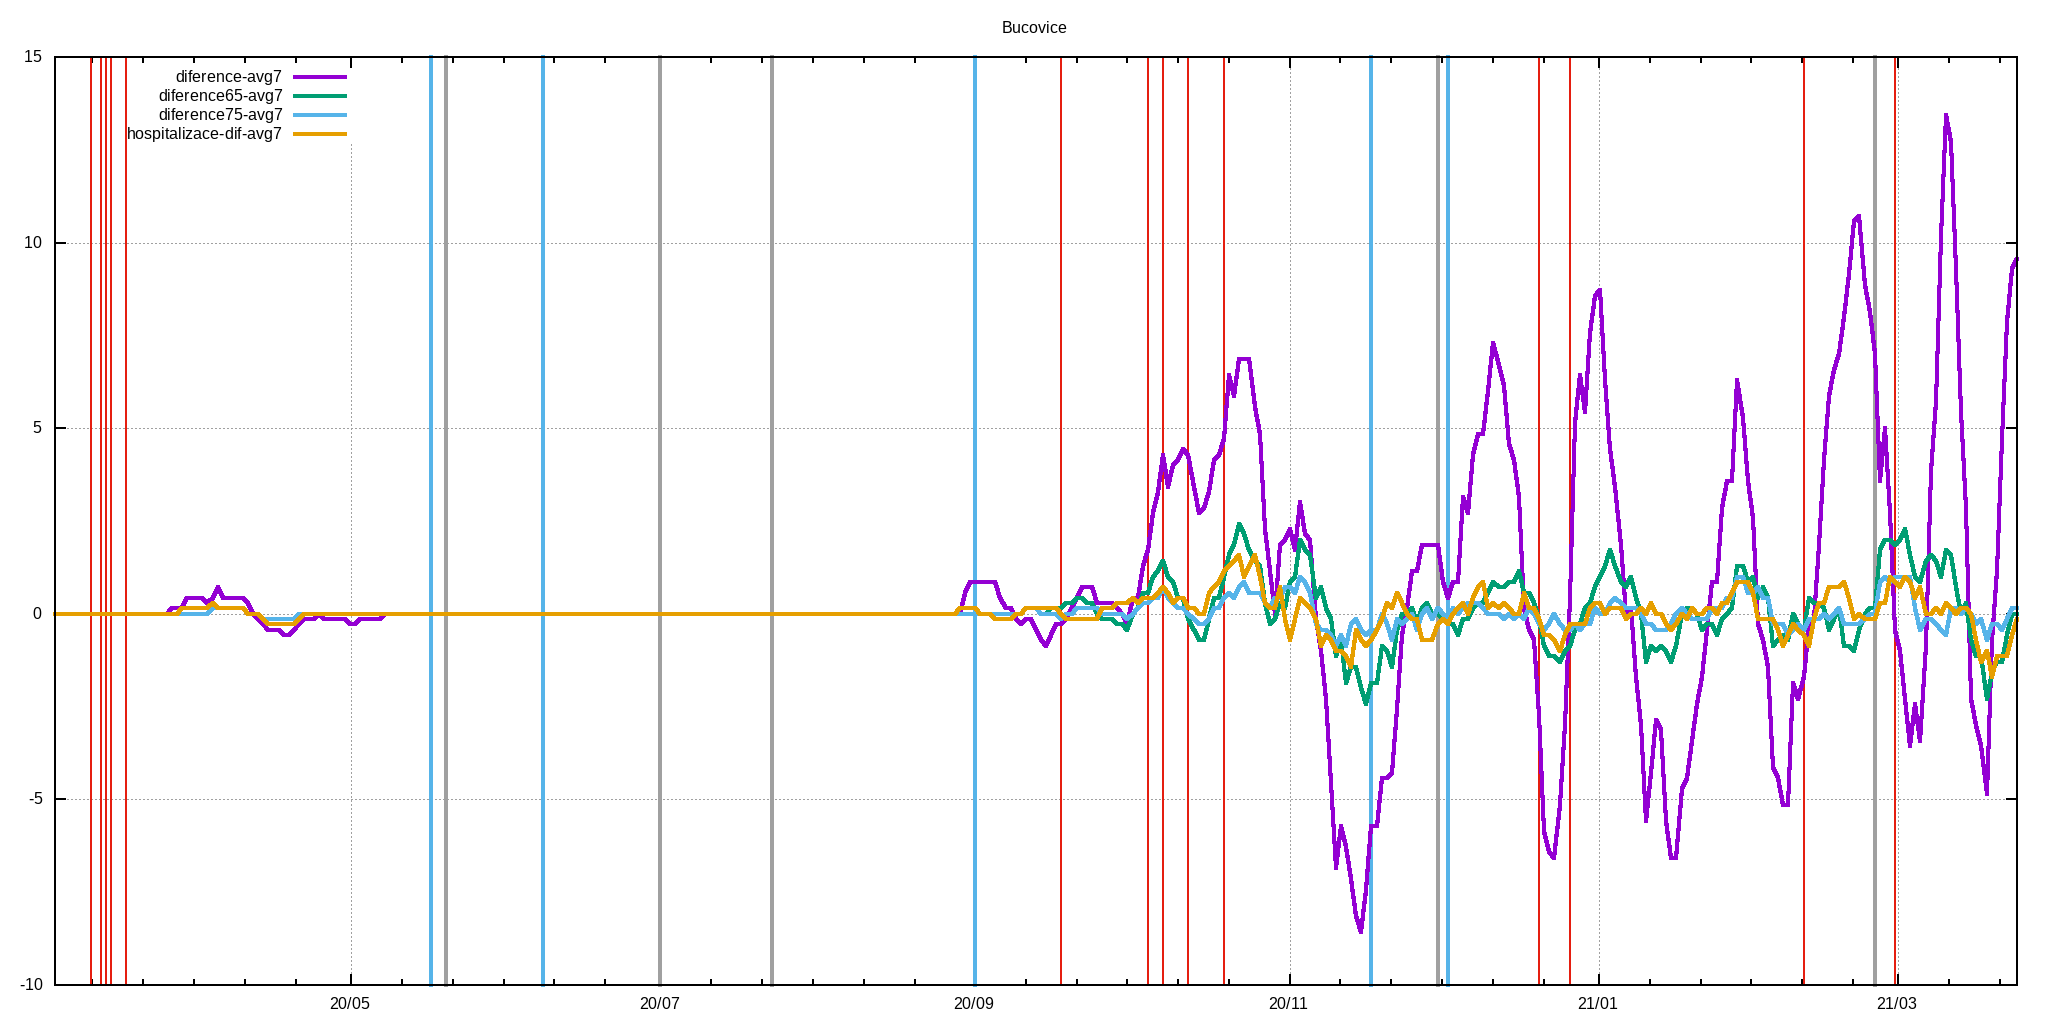 Bucovice
15
10
5
0
-5
-10
diference-avg7
diference65-avg7
diference75-avg7
hospitalizace-dif-avg7
20/05
20/07
20/09
20/11
21/01
21/03